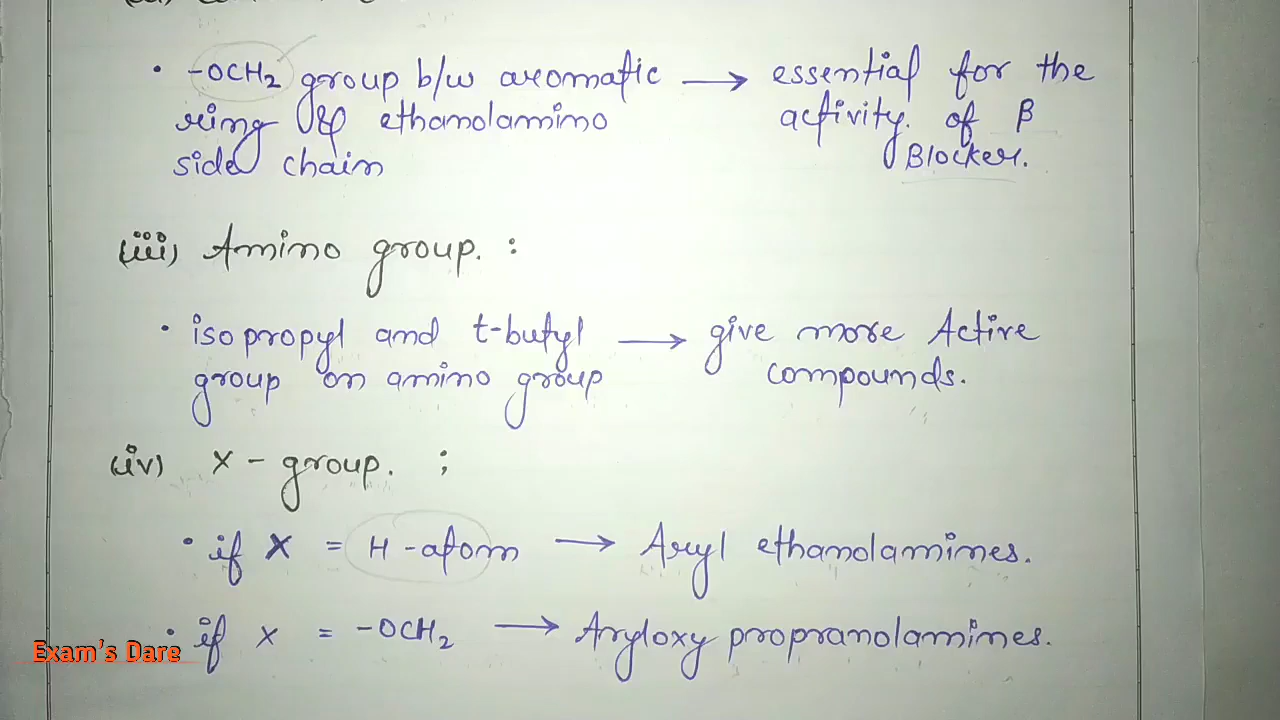 • -OCH2 group b/w aromatic → essential for the
ring & ethanolamino activity. of β
side chain Blocker.
(iii) Amino group. :
• isopropyl and t-butyl → give more Active
group on amino group compounds.
(iv) X - group. ;
• if X = H-atom → Aryl ethanolamines.
• if x = -OCH2 → Aryloxy propranolamines.
Exam's Dare